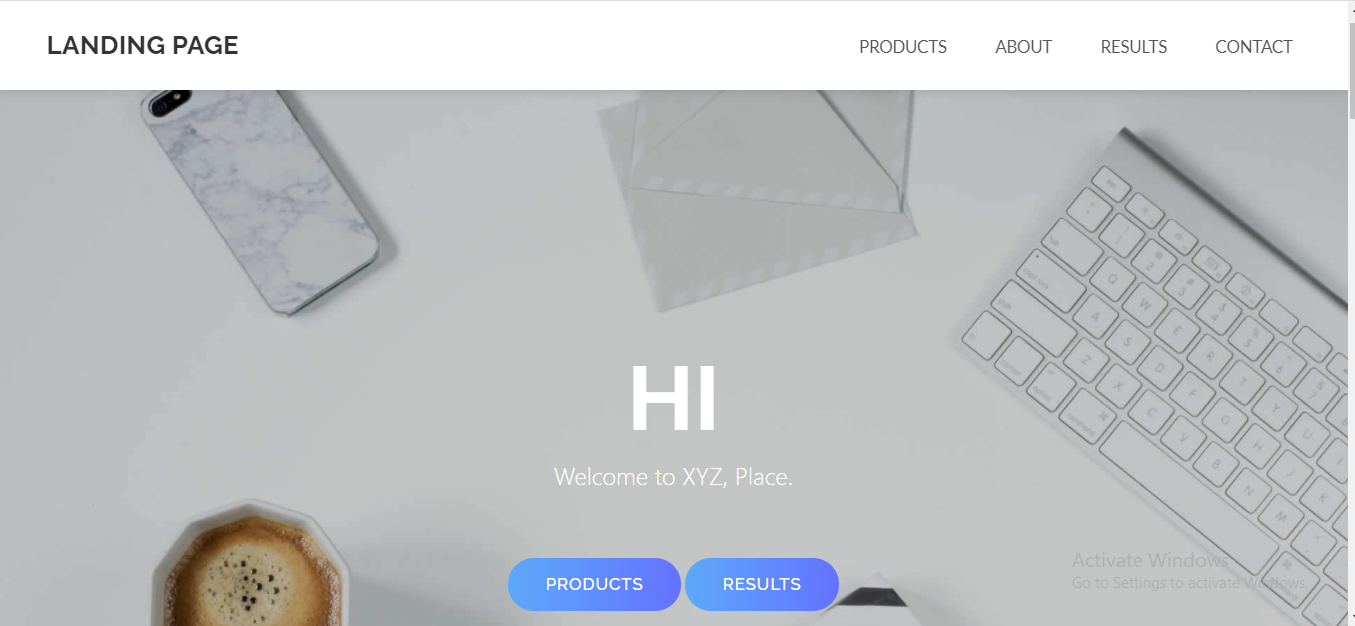 LANDING PAGE
PRODUCTS ABOUT RESULTS CONTACT
HI
Welcome to XYZ, Place.
PRODUCTS RESULTS
Activate Windows
Go to Settings to activate Windows.